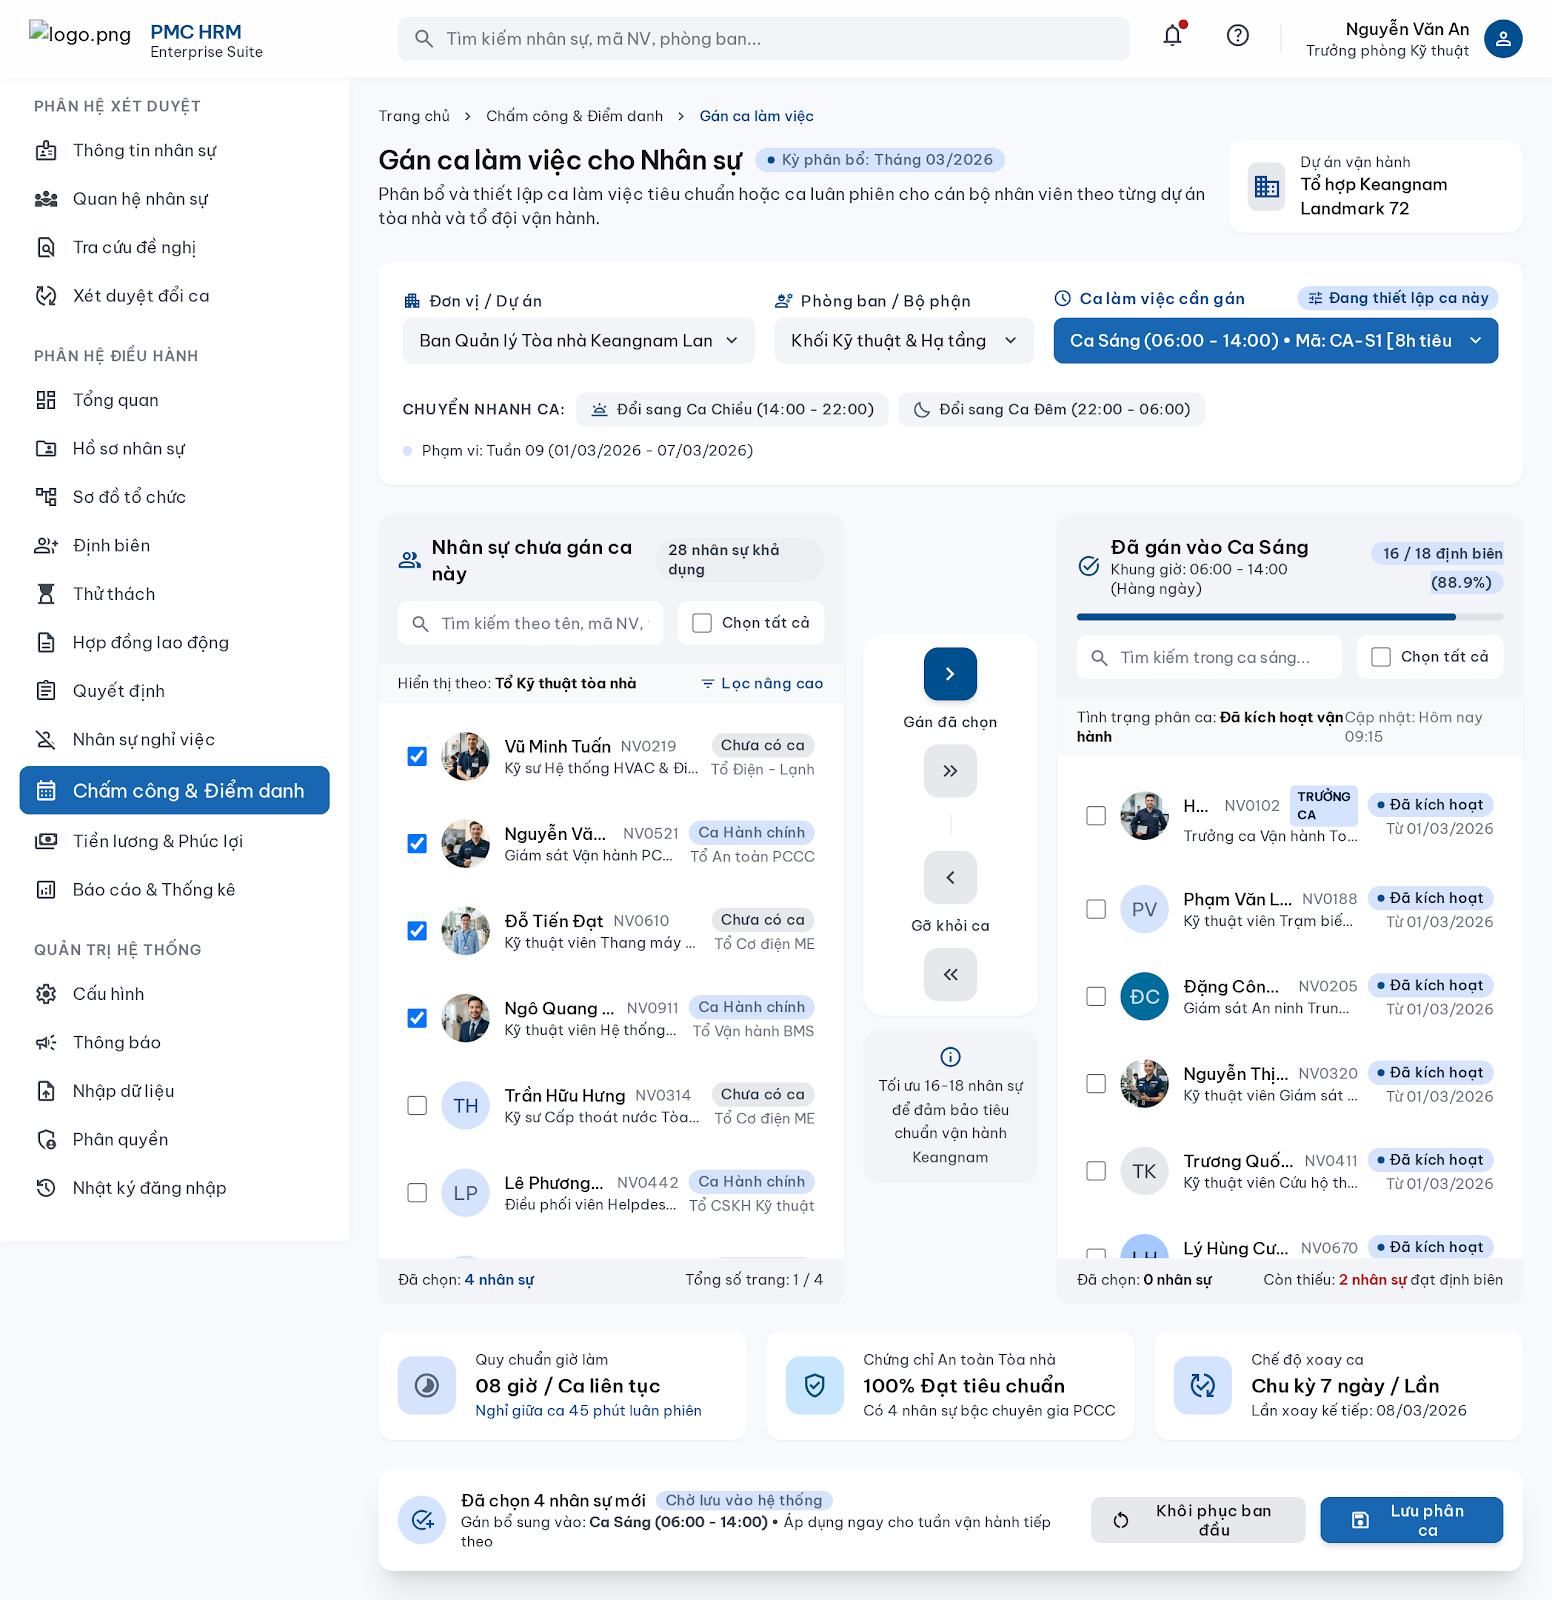 logo.png
PMC HRM
Enterprise Suite
Tìm kiếm nhân sự, mã NV, phòng ban...
Nguyễn Văn An
Trưởng phòng Kỹ thuật
PHÂN HỆ XÉT DUYỆT
Thông tin nhân sự
Quan hệ nhân sự
Tra cứu đề nghị
Xét duyệt đổi ca
PHÂN HỆ ĐIỀU HÀNH
Tổng quan
Hồ sơ nhân sự
Sơ đồ tổ chức
Định biên
Thử thách
Hợp đồng lao động
Quyết định
Nhân sự nghỉ việc
Chấm công & Điểm danh
Tiền lương & Phúc lợi
Báo cáo & Thống kê
QUẢN TRỊ HỆ THỐNG
Cấu hình
Thông báo
Nhập dữ liệu
Phân quyền
Nhật ký đăng nhập
Trang chủ > Chấm công & Điểm danh > Gán ca làm việc
Gán ca làm việc cho Nhân sự
Kỳ phân bổ: Tháng 03/2026
Phân bổ và thiết lập ca làm việc tiêu chuẩn hoặc ca luân phiên cho cán bộ nhân viên theo từng dự án
tòa nhà và tổ đội vận hành.
Dự án vận hành
Tổ hợp Keangnam
Landmark 72
Đơn vị / Dự án
Ban Quản lý Tòa nhà Keangnam Lan
Phòng ban / Bộ phận
Khối Kỹ thuật & Hạ tầng
Ca làm việc cần gán
Đang thiết lập ca này
Ca Sáng (06:00 - 14:00) • Mã: CA-S1 [8h tiêu
CHUYỂN NHANH CA:
Đổi sang Ca Chiều (14:00 - 22:00)
Đổi sang Ca Đêm (22:00 - 06:00)
Phạm vi: Tuần 09 (01/03/2026 - 07/03/2026)
Nhân sự chưa gán ca
này
28 nhân sự khả
dụng
Tìm kiếm theo tên, mã NV,
Chọn tất cả
Hiển thị theo: Tổ Kỹ thuật tòa nhà
Lọc nâng cao
Vũ Minh Tuấn NV0219 Chưa có ca
Kỹ sư Hệ thống HVAC & Đi... Tổ Điện - Lạnh
Nguyễn Vă... NV0521 Ca Hành chính
Giám sát Vận hành PC... Tổ An toàn PCCC
Đỗ Tiến Đạt NV0610 Chưa có ca
Kỹ thuật viên Thang máy ... Tổ Cơ điện ME
Ngô Quang ... NV0911 Ca Hành chính
Kỹ thuật viên Hệ thống... Tổ Vận hành BMS
TH Trần Hữu Hưng NV0314 Chưa có ca
Kỹ sư Cấp thoát nước Tòa... Tổ Cơ điện ME
LP Lê Phương... NV0442 Ca Hành chính
Điều phối viên Helpdes... Tổ CSKH Kỹ thuật
Đã chọn: 4 nhân sự
Tổng số trang: 1 / 4
Gán đã chọn
Gỡ khỏi ca
Tối ưu 16-18 nhân sự
để đảm bảo tiêu
chuẩn vận hành
Keangnam
Đã gán vào Ca Sáng
Khung giờ: 06:00 - 14:00
(Hàng ngày)
16 / 18 định biên
(88.9%)
Tìm kiếm trong ca sáng...
Chọn tất cả
Tình trạng phân ca: Đã kích hoạt vận
hành
Cập nhật: Hôm nay
09:15
H... NV0102 TRƯỞNG
CA
Đã kích hoạt
Trưởng ca Vận hành To... Từ 01/03/2026
PV Phạm Văn L... NV0188 Đã kích hoạt
Kỹ thuật viên Trạm biế... Từ 01/03/2026
ĐC Đặng Côn... NV0205 Đã kích hoạt
Giám sát An ninh Trun... Từ 01/03/2026
Nguyễn Thị... NV0320 Đã kích hoạt
Kỹ thuật viên Giám sát ... Từ 01/03/2026
TK Trương Quố... NV0411 Đã kích hoạt
Kỹ thuật viên Cứu hộ th... Từ 01/03/2026
LH Lý Hùng Cư... NV0670 Đã kích hoạt
Đã chọn: 0 nhân sự
Còn thiếu: 2 nhân sự đạt định biên
Quy chuẩn giờ làm
08 giờ / Ca liên tục
Nghỉ giữa ca 45 phút luân phiên
Chứng chỉ An toàn Tòa nhà
100% Đạt tiêu chuẩn
Có 4 nhân sự bậc chuyên gia PCCC
Chế độ xoay ca
Chu kỳ 7 ngày / Lần
Lần xoay kế tiếp: 08/03/2026
Đã chọn 4 nhân sự mới
Chờ lưu vào hệ thống
Gán bổ sung vào: Ca Sáng (06:00 - 14:00) • Áp dụng ngay cho tuần vận hành tiếp
theo
Khôi phục ban
đầu
Lưu phân
ca